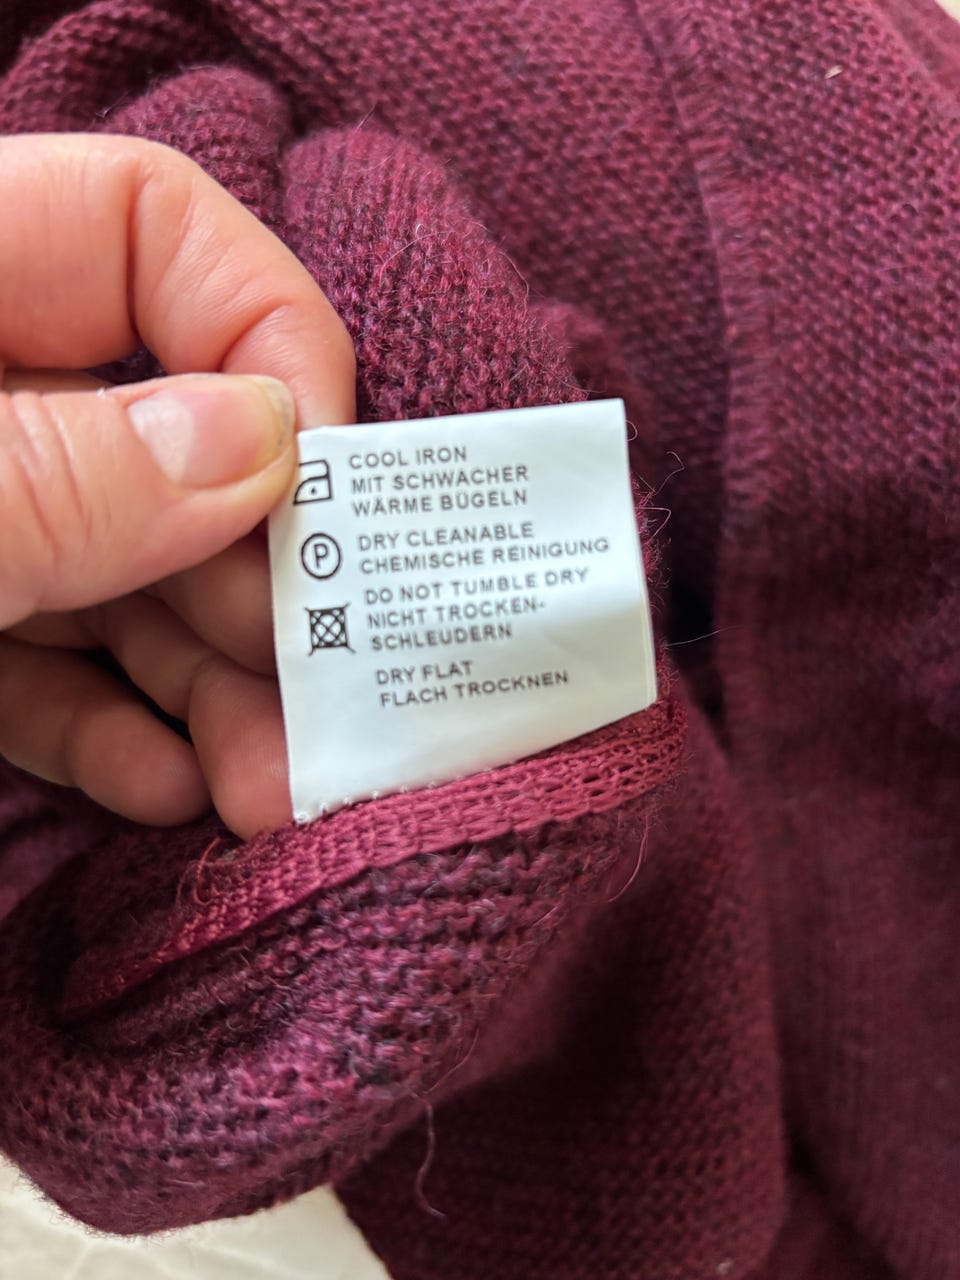 COOL IRON
MIT SCHWACHER
WÄRME BÜGELN
P
DRY CLEANABLE
CHEMISCHE REINIGUNG
DO NOT TUMBLE DRY
NICHT TROCKEN-
SCHLEUDERN
DRY FLAT
FLACH TROCKNEN